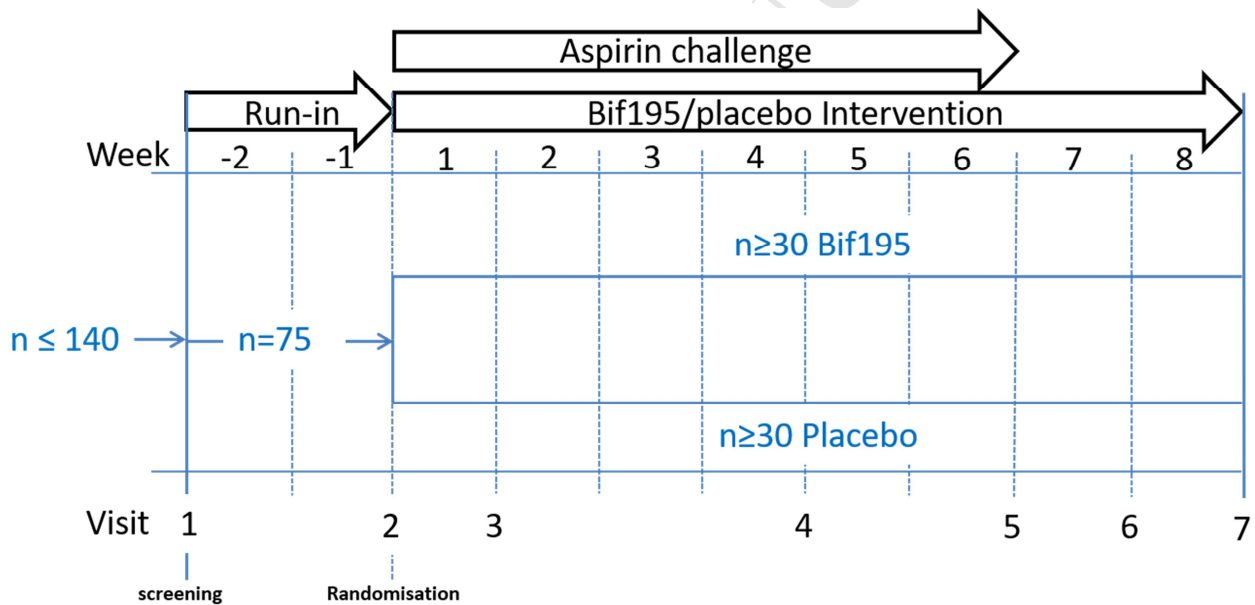 Aspirin challenge
Run-in
Bif195/placebo Intervention
Week -2 -1 1 2 3 4 5 6 7 8
n≥30 Bif195
n ≤ 140
n=75
n≥30 Placebo
Visit 1 2 3 4 5 6 7
screening
Randomisation